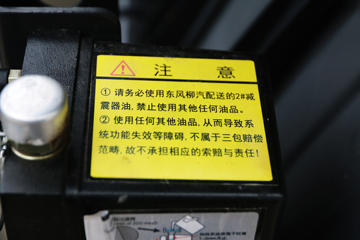 注 意
① 请务必使用东风柳汽配送的2#减
震器油,禁止使用其他任何油品。
② 使用任何其他油品,从而导致系
统功能失效等障碍,不属于三包赔偿
范畴,故不承担相应的索赔与责任!